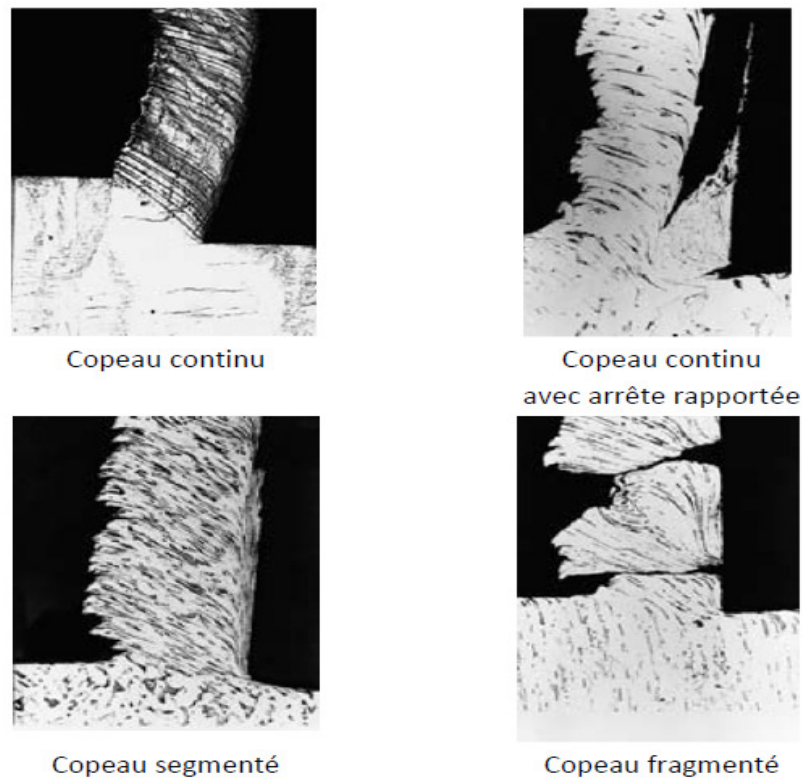 Copeau continu
Copeau continu
avec arrête rapportée
Copeau segmenté
Copeau fragmenté